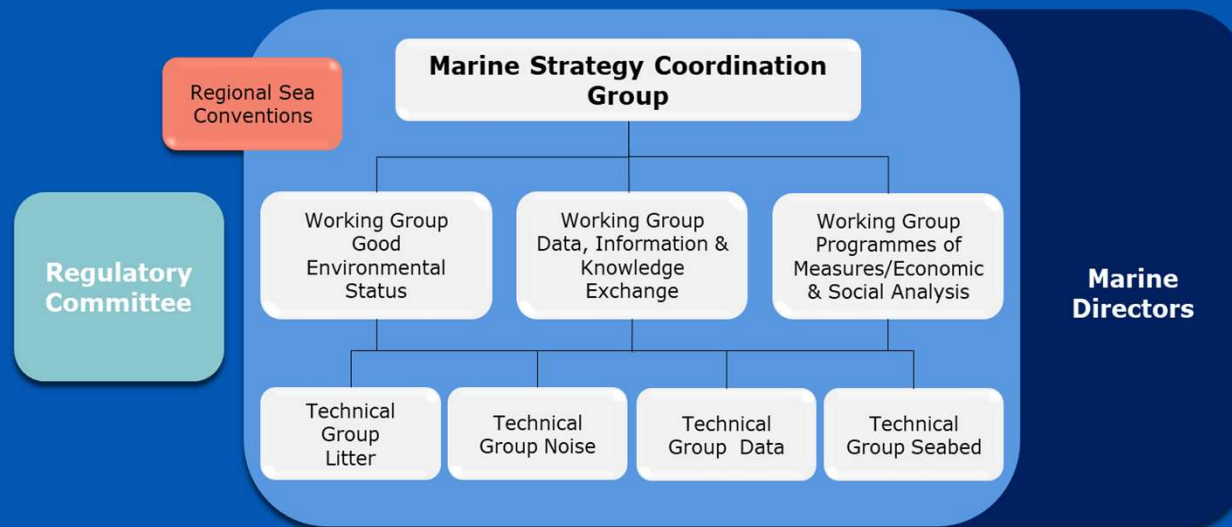 Marine Strategy Coordination
Group
Regional Sea
Conventions
Regulatory
Committee
Working Group
Good
Environmental
Status
Working Group
Data, Information &
Knowledge
Exchange
Working Group
Programmes of
Measures/Economic
& Social Analysis
Marine
Directors
Technical
Group
Litter
Technical
Group Noise
Technical
Group Data
Technical
Group Seabed